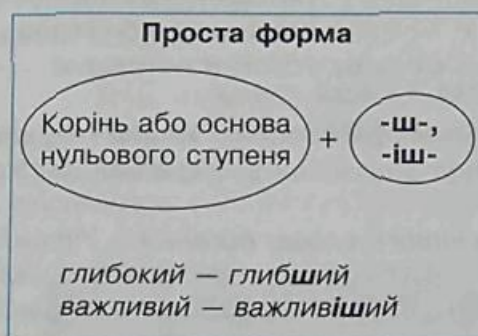 Проста форма
Корінь або основа
нульового ступеня
+
-ш-,
-іш-
глибокий — глибший
важливий — важливіший